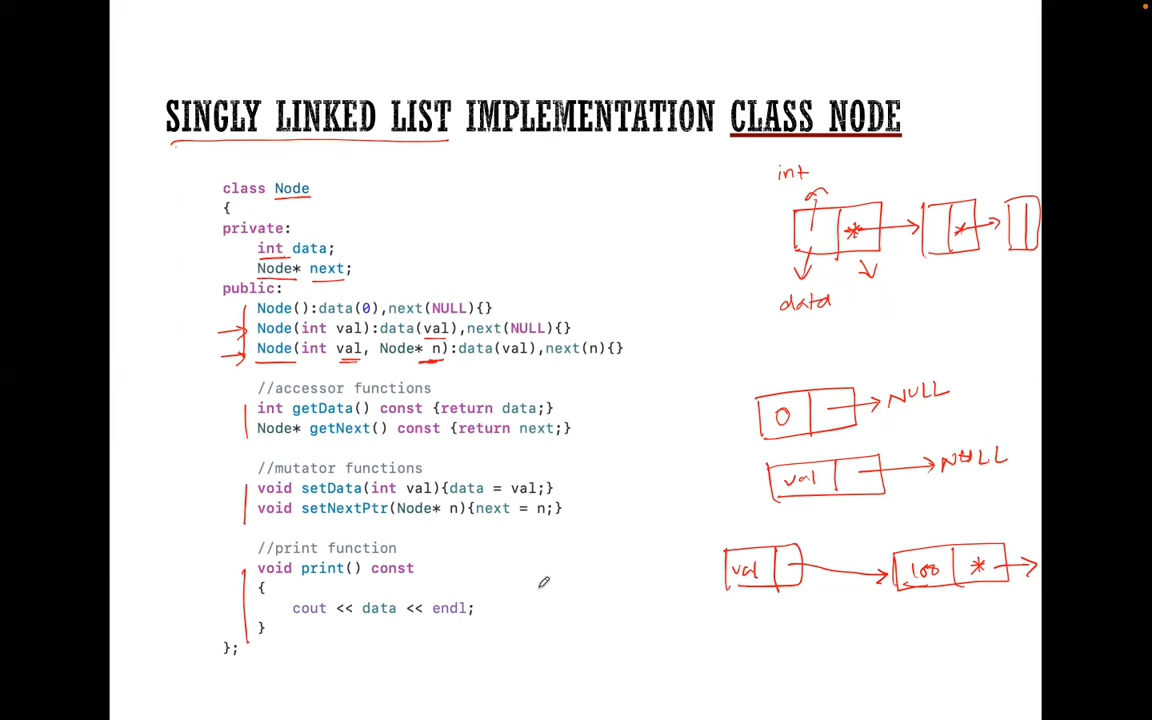 SINGLY LINKED LIST IMPLEMENTATION CLASS NODE
class Node
{
private:
int data;
Node* next;
public:
Node():data(0),next(NULL){}
Node(int val):data(val),next(NULL){}
Node(int val, Node* n):data(val),next(n){}
//accessor functions
int getData() const {return data;}
Node* getNext() const {return next;}
//mutator functions
void setData(int val){data = val;}
void setNextPtr(Node* n){next = n;}
//print function
void print() const
{
cout << data << endl;
}
};
int
* *
data
0 NULL
val NULL
val 100 *